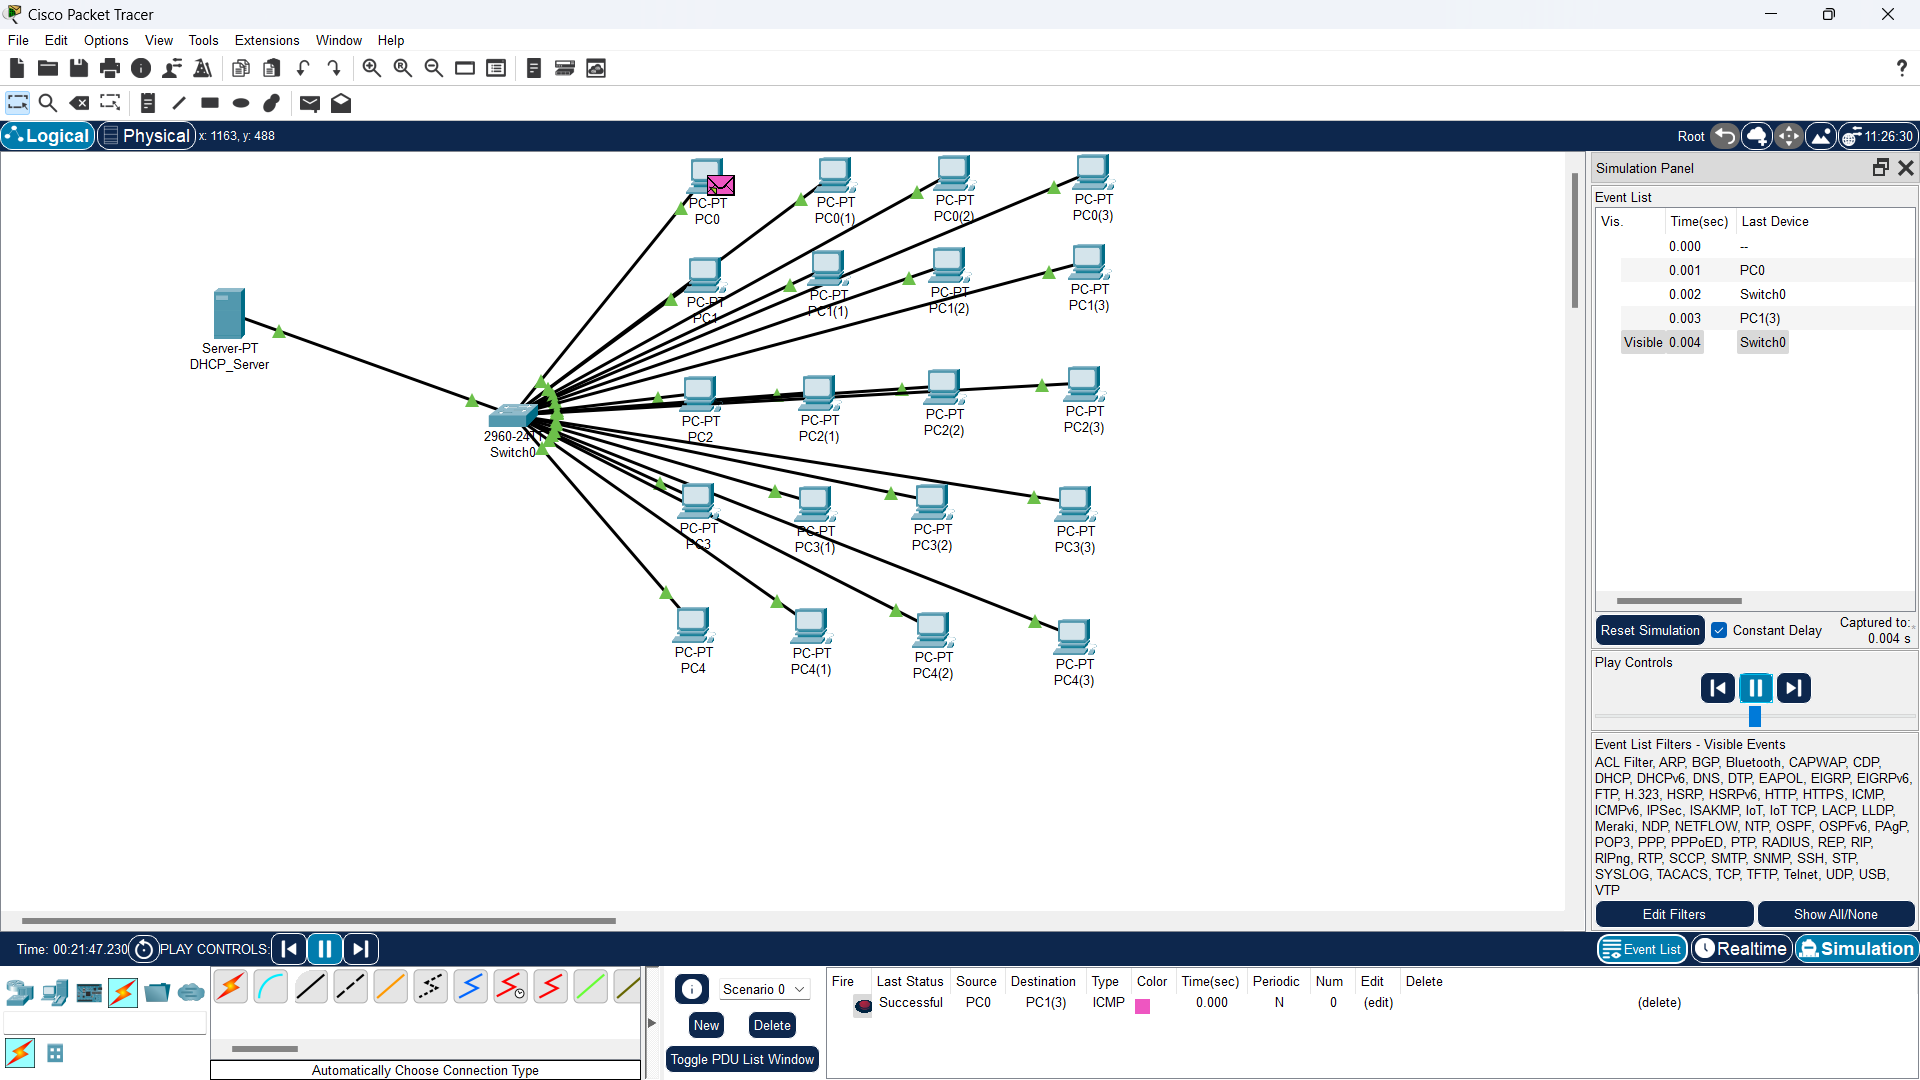 Cisco Packet Tracer
File Edit Options View Tools Extensions Window Help
?
Logical Physical x: 1163, y: 488 Root 11:26:30
Simulation Panel
Event List
Vis. Time(sec) Last Device
0.000 --
0.001 PC0
0.002 Switch0
0.003 PC1(3)
Visible 0.004 Switch0
PC-PT
PC0
PC-PT
PC0(1)
PC-PT
PC0(2)
PC-PT
PC0(3)
PC-PT
PC1
PC-PT
PC1(1)
PC-PT
PC1(2)
PC-PT
PC1(3)
Server-PT
DHCP_Server
2960-24TT
Switch0
PC-PT
PC2
PC-PT
PC2(1)
PC-PT
PC2(2)
PC-PT
PC2(3)
PC-PT
PC3
PC-PT
PC3(1)
PC-PT
PC3(2)
PC-PT
PC3(3)
PC-PT
PC4
PC-PT
PC4(1)
PC-PT
PC4(2)
PC-PT
PC4(3)
Reset Simulation Constant Delay Captured to:
0.004 s
Play Controls
Event List Filters - Visible Events
ACL Filter, ARP, BGP, Bluetooth, CAPWAP, CDP,
DHCP, DHCPv6, DNS, DTP, EAPOL, EIGRP, EIGRPv6,
FTP, H.323, HSRP, HSRPv6, HTTP, HTTPS, ICMP,
ICMPv6, IPSec, ISAKMP, IoT, IoT TCP, LACP, LLDP,
Meraki, NDP, NETFLOW, NTP, OSPF, OSPFv6, PAgP,
POP3, PPP, PPPoED, PTP, RADIUS, REP, RIP,
RIPng, RTP, SCCP, SMTP, SNMP, SSH, STP,
SYSLOG, TACACS, TCP, TFTP, Telnet, UDP, USB,
VTP
Edit Filters Show All/None
Time: 00:21:47.230 PLAY CONTROLS: Event List Realtime Simulation
Scenario 0
New Delete
Toggle PDU List Window
Fire Last Status Source Destination Type Color Time(sec) Periodic Num Edit Delete
Successful PC0 PC1(3) ICMP 0.000 N 0 (edit) (delete)
Automatically Choose Connection Type